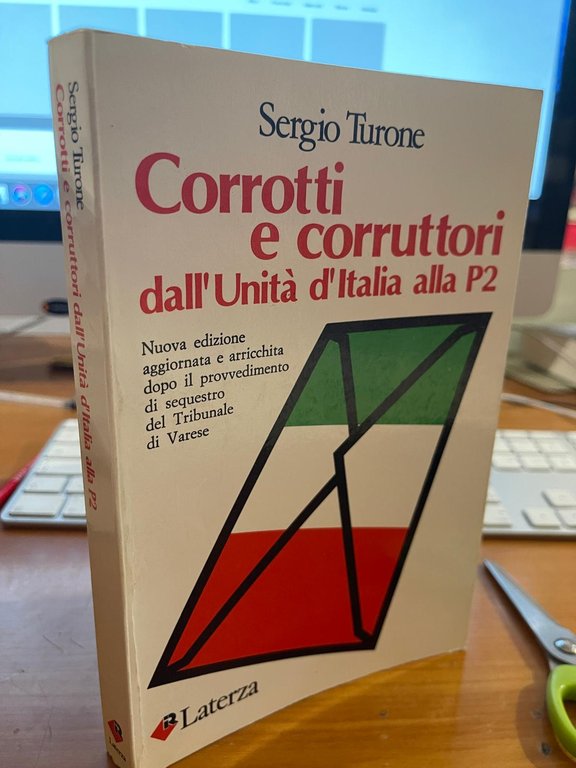 Sergio Turone
Corrotti
e corruttori
dall'Unità d'Italia alla P2
Nuova edizione
aggiornata e arricchita
dopo il provvedimento
di sequestro
del Tribunale
di Varese
Laterza
Sergio Turone
Corrotti e corruttori dall'Unità d'Italia alla P2
Laterza